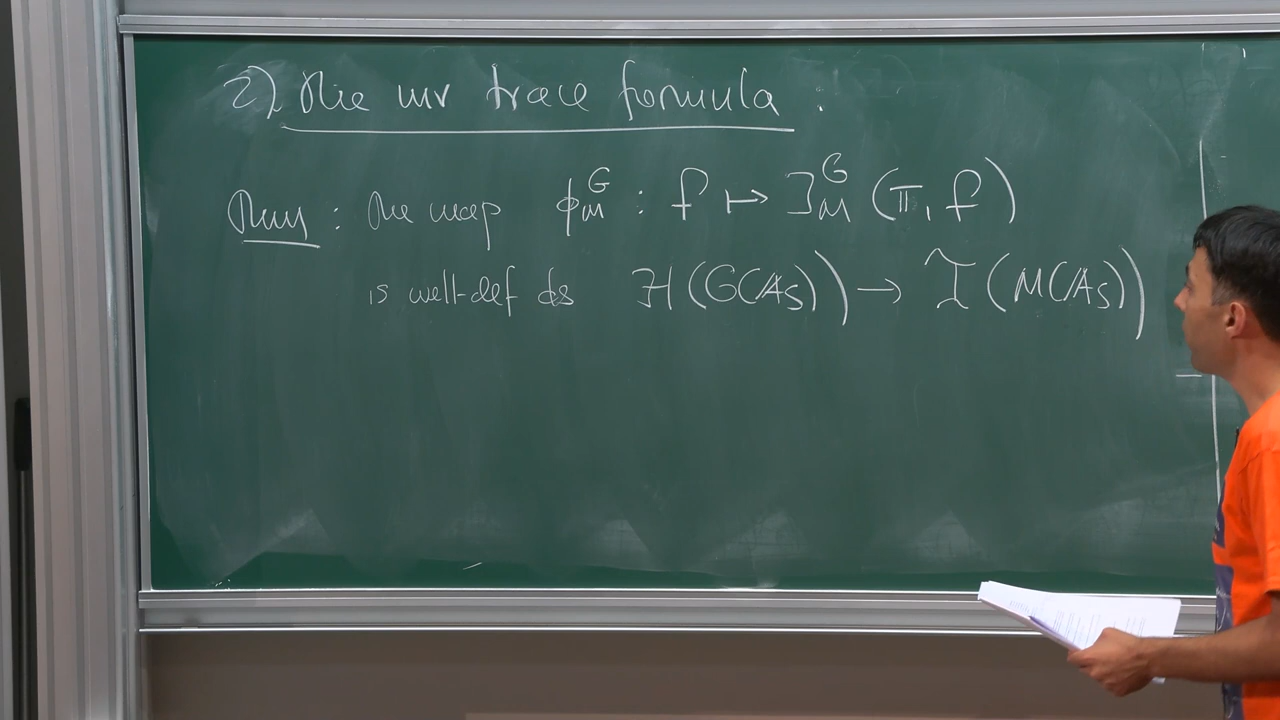 2) The inv trace formula :
Thm : The map ϕ_M^G : f ↦ J_M^G (π, f)
is well-def as ℋ(G(A_S)) → Ĩ(M(A_S))